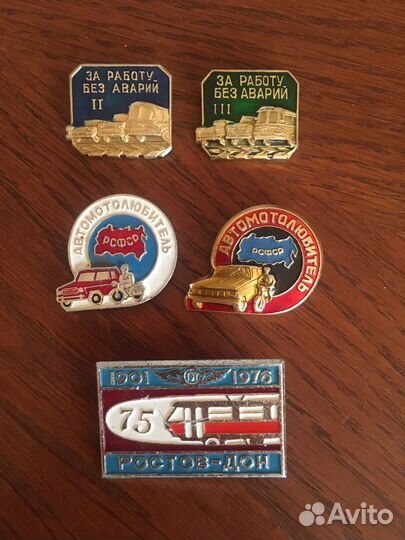 ЗА РАБОТУ
БЕЗ АВАРИЙ
II
ЗА РАБОТУ
БЕЗ АВАРИЙ
III
АВТОМОТОЛЮБИТЕЛЬ
РСФСР
АВТОМОТОЛЮБИТЕЛЬ
РСФСР
1901 1976
75
РОСТОВ-ДОН
Avito